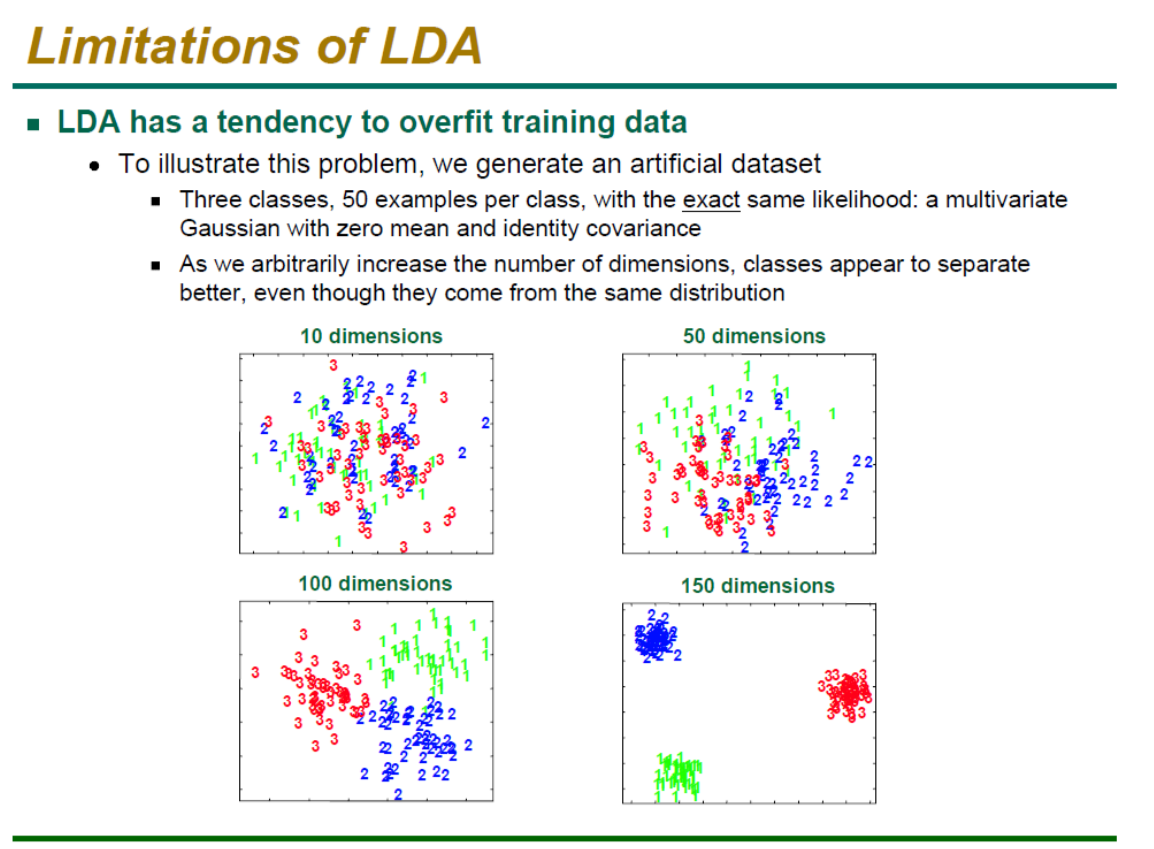 Limitations of LDA
LDA has a tendency to overfit training data
To illustrate this problem, we generate an artificial dataset
Three classes, 50 examples per class, with the exact same likelihood: a multivariate
Gaussian with zero mean and identity covariance
As we arbitrarily increase the number of dimensions, classes appear to separate
better, even though they come from the same distribution
10 dimensions
50 dimensions
100 dimensions
150 dimensions